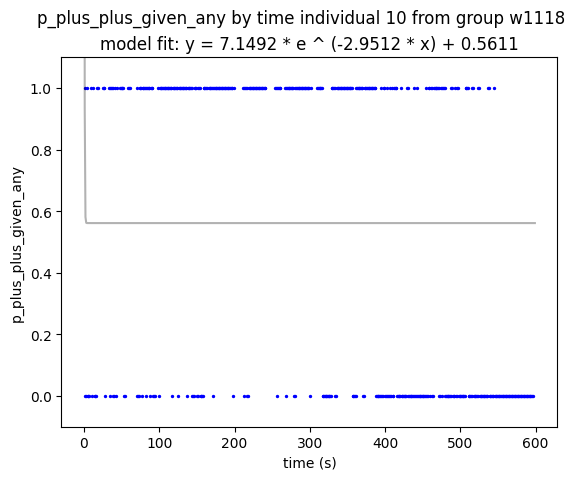 p_plus_plus_given_any by time individual 10 from group w1118
model fit: y = 7.1492 * e ^ (-2.9512 * x) + 0.5611
1.0
0.8
0.6
0.4
0.2
0.0
p_plus_plus_given_any
0 100 200 300 400 500 600
time (s)